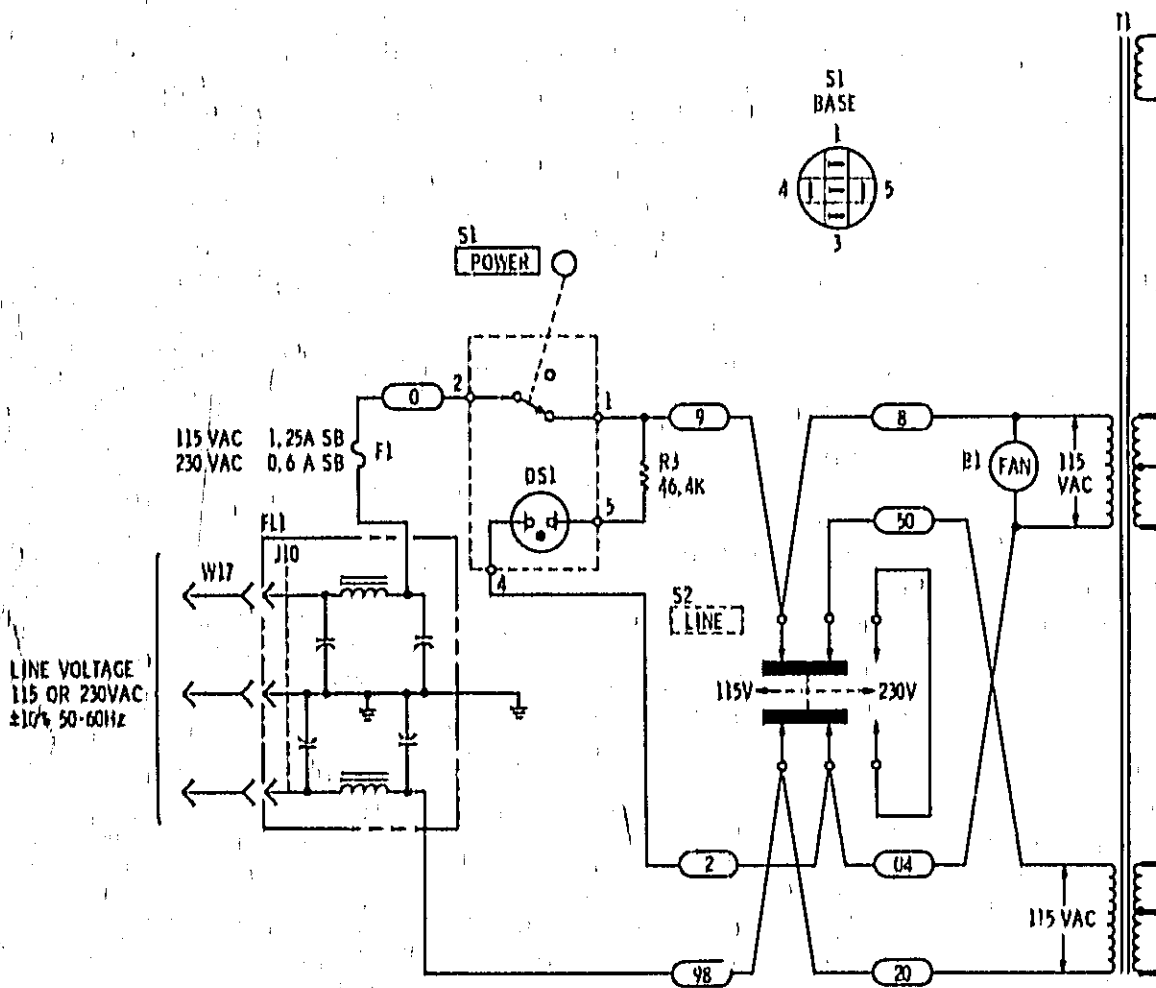 T1
S1
BASE
1
4
5
3
S1
POWER
0
2
1
9
8
115 VAC 1.25A SB
230 VAC 0.6 A SB
F1
R3
46.4K
B1
FAN
115
VAC
DS1
5
50
FL1
J10
W17
4
S2
LINE
LINE VOLTAGE
115 OR 230VAC
±10% 50-60Hz
115V
230V
2
04
115 VAC
98
20